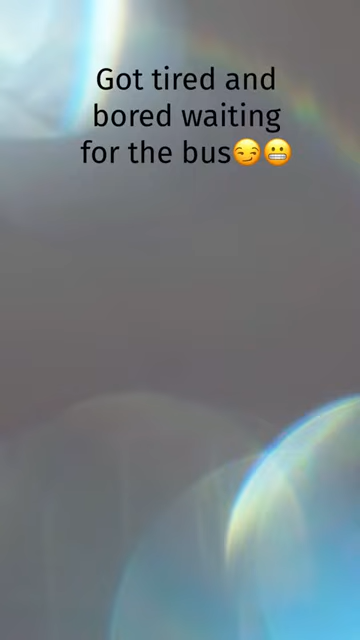 Got tired and
bored waiting
for the bus😏😬